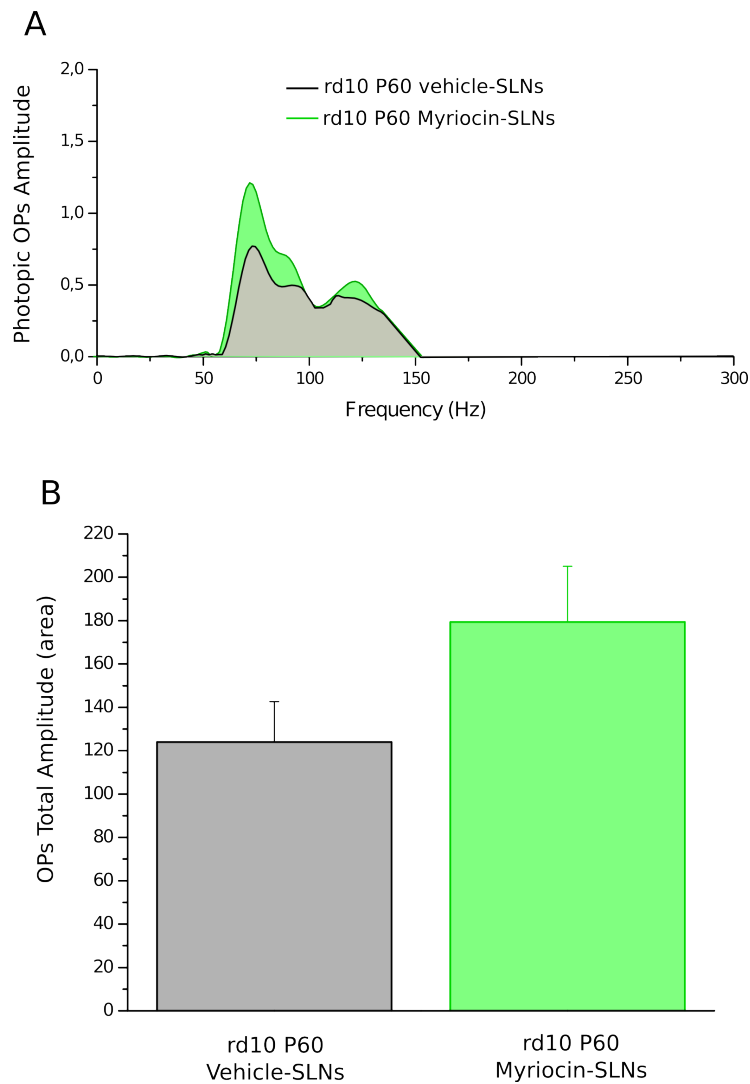 A
2,0
1,5
1,0
0,5
0,0
Photopic OPs Amplitude
rd10 P60 vehicle-SLNs
rd10 P60 Myriocin-SLNs
0
50
100
150
200
250
300
Frequency (Hz)
B
220
200
180
160
140
120
100
80
60
40
20
0
OPs Total Amplitude (area)
rd10 P60
Vehicle-SLNs
rd10 P60
Myriocin-SLNs